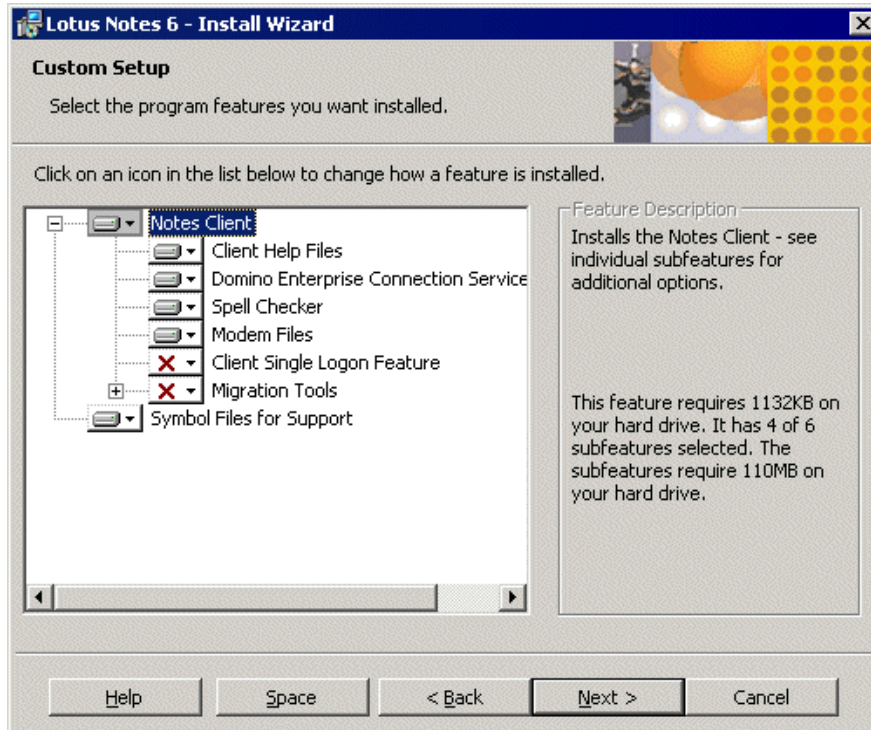 Lotus Notes 6 - Install Wizard
Custom Setup
Select the program features you want installed.
Click on an icon in the list below to change how a feature is installed.
Notes Client
Client Help Files
Domino Enterprise Connection Service
Spell Checker
Modem Files
Client Single Logon Feature
Migration Tools
Symbol Files for Support
Feature Description
Installs the Notes Client - see
individual subfeatures for
additional options.
This feature requires 1132KB on
your hard drive. It has 4 of 6
subfeatures selected. The
subfeatures require 110MB on
your hard drive.
Help
Space
< Back
Next >
Cancel